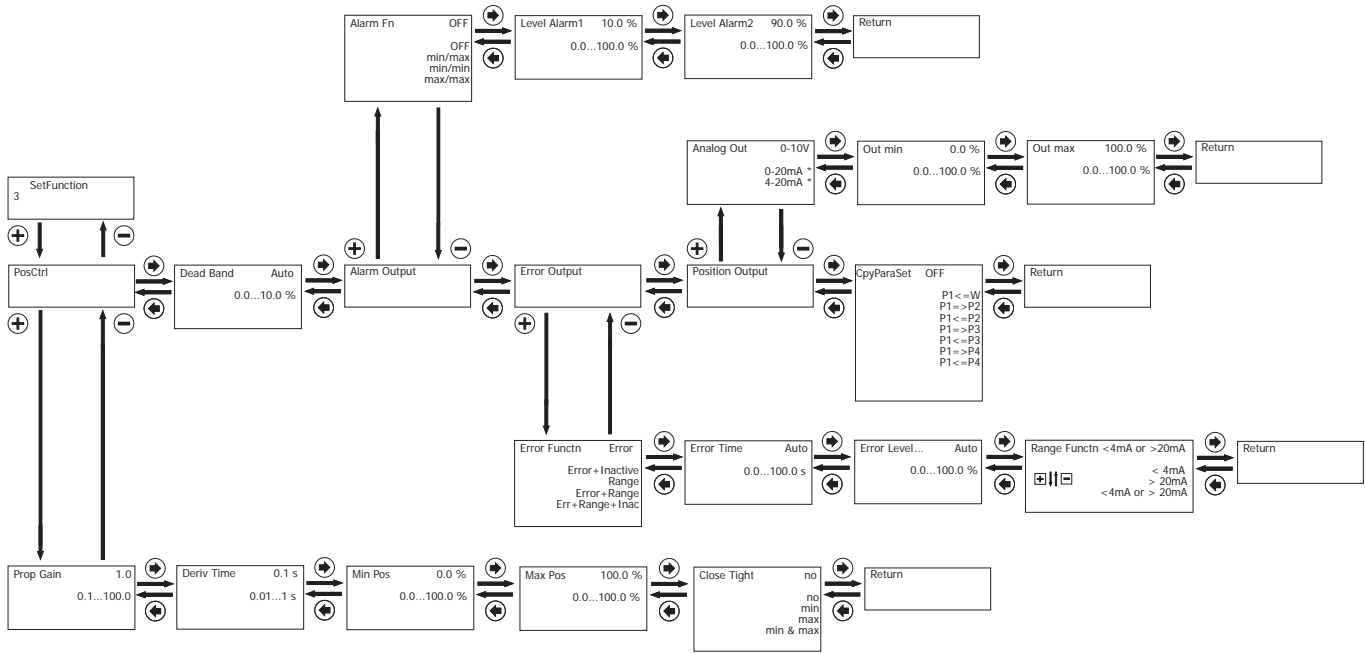 Alarm Fn OFF
OFF
min/max
min/min
max/max
Level Alarm1 10.0 %
0.0...100.0 %
Level Alarm2 90.0 %
0.0...100.0 %
Return
Analog Out 0-10V
0-20mA *
4-20mA *
Out min 0.0 %
0.0...100.0 %
Out max 100.0 %
0.0...100.0 %
Return
SetFunction
3
PosCtrl
Dead Band Auto
0.0...10.0 %
Alarm Output
Error Output
Position Output
CpyParaSet OFF
P1<=W
P1=>P2
P1<=P2
P1=>P3
P1<=P3
P1=>P4
P1<=P4
Return
Error Functn Error
Error+Inactive
Range
Error+Range
Err+Range+Inac
Error Time Auto
0.0...100.0 s
Error Level... Auto
0.0...100.0 %
Range Functn <4mA or >20mA
< 4mA
> 20mA
<4mA or > 20mA
Return
Prop Gain 1.0
0.1...100.0
Deriv Time 0.1 s
0.01...1 s
Min Pos 0.0 %
0.0...100.0 %
Max Pos 100.0 %
0.0...100.0 %
Close Tight no
no
min
max
min & max
Return